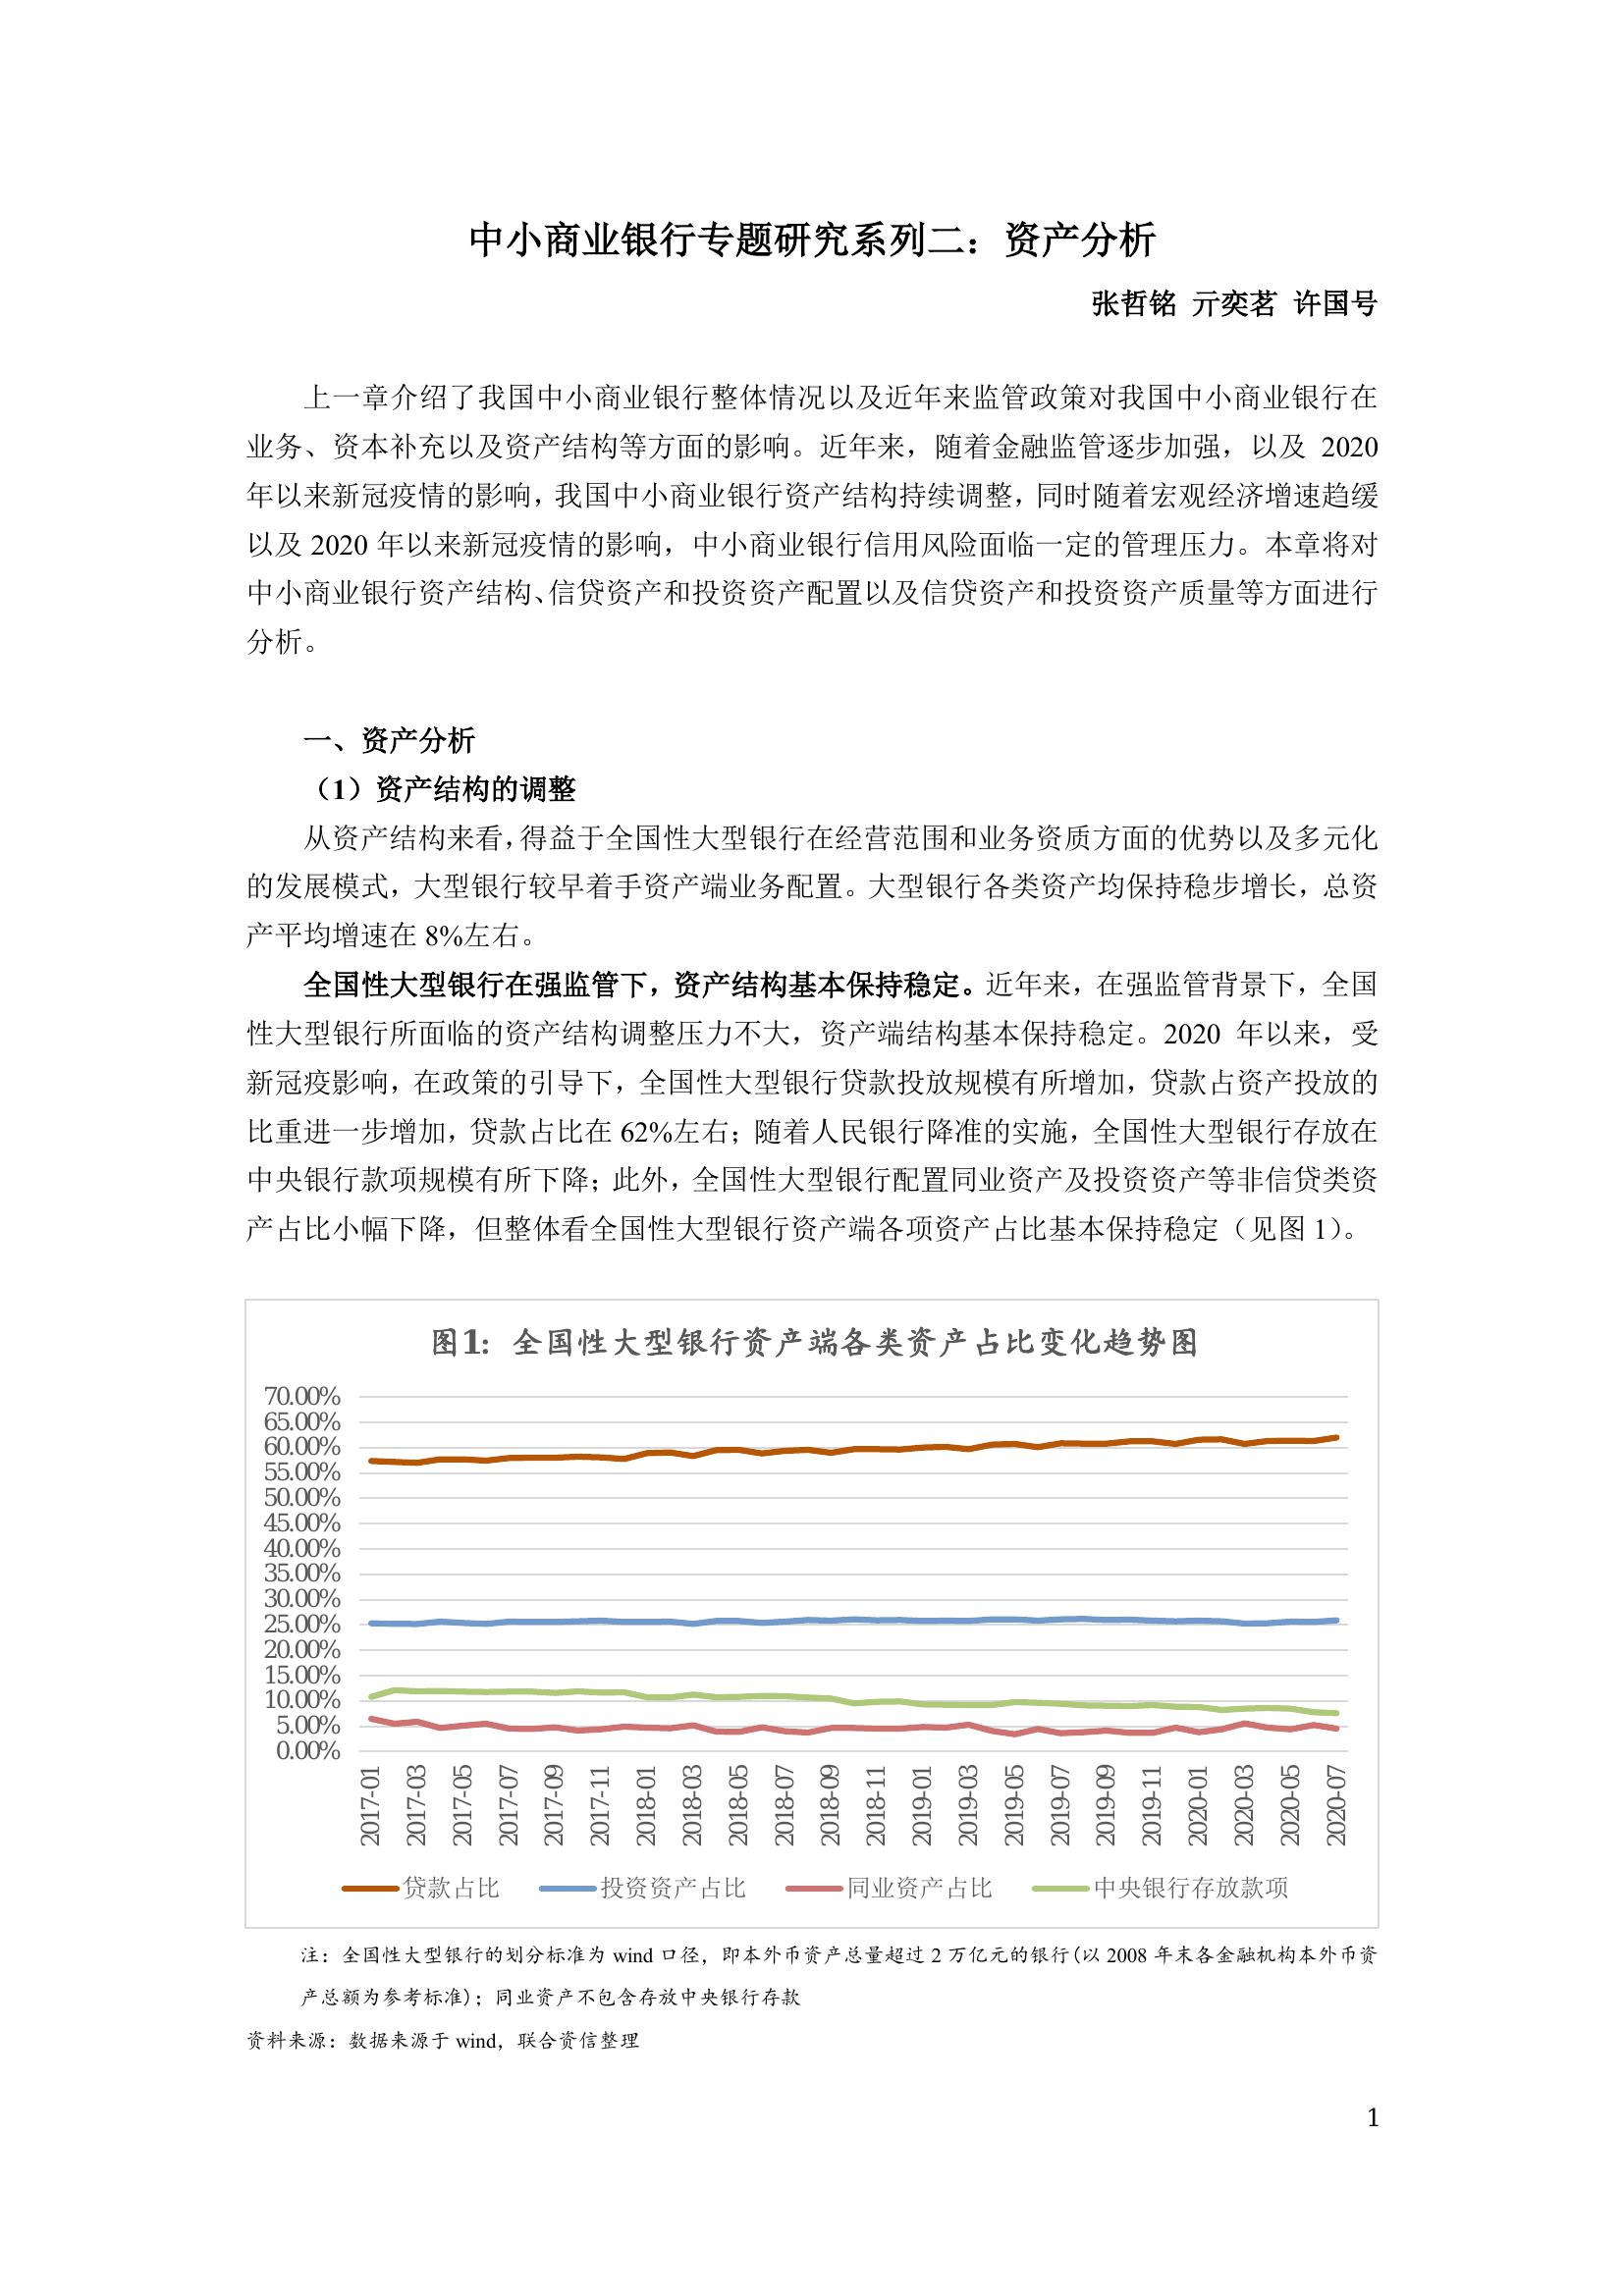 中小商业银行专题研究系列二：资产分析
张哲铭 亓奕茗 许国号
上一章介绍了我国中小商业银行整体情况以及近年来监管政策对我国中小商业银行在
业务、资本补充以及资产结构等方面的影响。近年来，随着金融监管逐步加强，以及 2020
年以来新冠疫情的影响，我国中小商业银行资产结构持续调整，同时随着宏观经济增速趋缓
以及 2020 年以来新冠疫情的影响，中小商业银行信用风险面临一定的管理压力。本章将对
中小商业银行资产结构、信贷资产和投资资产配置以及信贷资产和投资资产质量等方面进行
分析。
一、资产分析
（1）资产结构的调整
从资产结构来看，得益于全国性大型银行在经营范围和业务资质方面的优势以及多元化
的发展模式，大型银行较早着手资产端业务配置。大型银行各类资产均保持稳步增长，总资
产平均增速在 8%左右。
全国性大型银行在强监管下，资产结构基本保持稳定。近年来，在强监管背景下，全国
性大型银行所面临的资产结构调整压力不大，资产端结构基本保持稳定。2020 年以来，受
新冠疫影响，在政策的引导下，全国性大型银行贷款投放规模有所增加，贷款占资产投放的
比重进一步增加，贷款占比在 62%左右；随着人民银行降准的实施，全国性大型银行存放在
中央银行款项规模有所下降；此外，全国性大型银行配置同业资产及投资资产等非信贷类资
产占比小幅下降，但整体看全国性大型银行资产端各项资产占比基本保持稳定（见图 1）。
图1：全国性大型银行资产端各类资产占比变化趋势图
70.00%
65.00%
60.00%
55.00%
50.00%
45.00%
40.00%
35.00%
30.00%
25.00%
20.00%
15.00%
10.00%
5.00%
0.00%
2017-01 2017-03 2017-05 2017-07 2017-09 2017-11 2018-01 2018-03 2018-05 2018-07 2018-09 2018-11 2019-01 2019-03 2019-05 2019-07 2019-09 2019-11 2020-01 2020-03 2020-05 2020-07
贷款占比 投资资产占比 同业资产占比 中央银行存放款项
注：全国性大型银行的划分标准为 wind 口径，即本外币资产总量超过 2 万亿元的银行（以 2008 年末各金融机构本外币资
产总额为参考标准）；同业资产不包含存放中央银行存款
资料来源：数据来源于 wind，联合资信整理
1